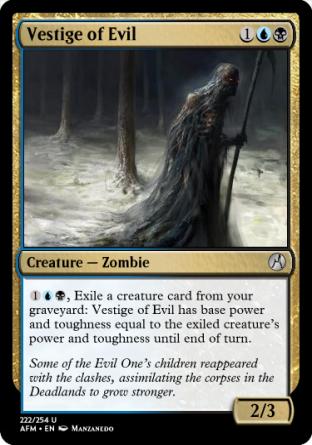 Vestige of Evil 1
Creature — Zombie
1, Exile a creature card from your
graveyard: Vestige of Evil has base power
and toughness equal to the exiled creature's
power and toughness until end of turn.
Some of the Evil One's children reappeared
with the clashes, assimilating the corpses in the
Deadlands to grow stronger.
2/3
222/254 U
AFM • EN Manzanedo